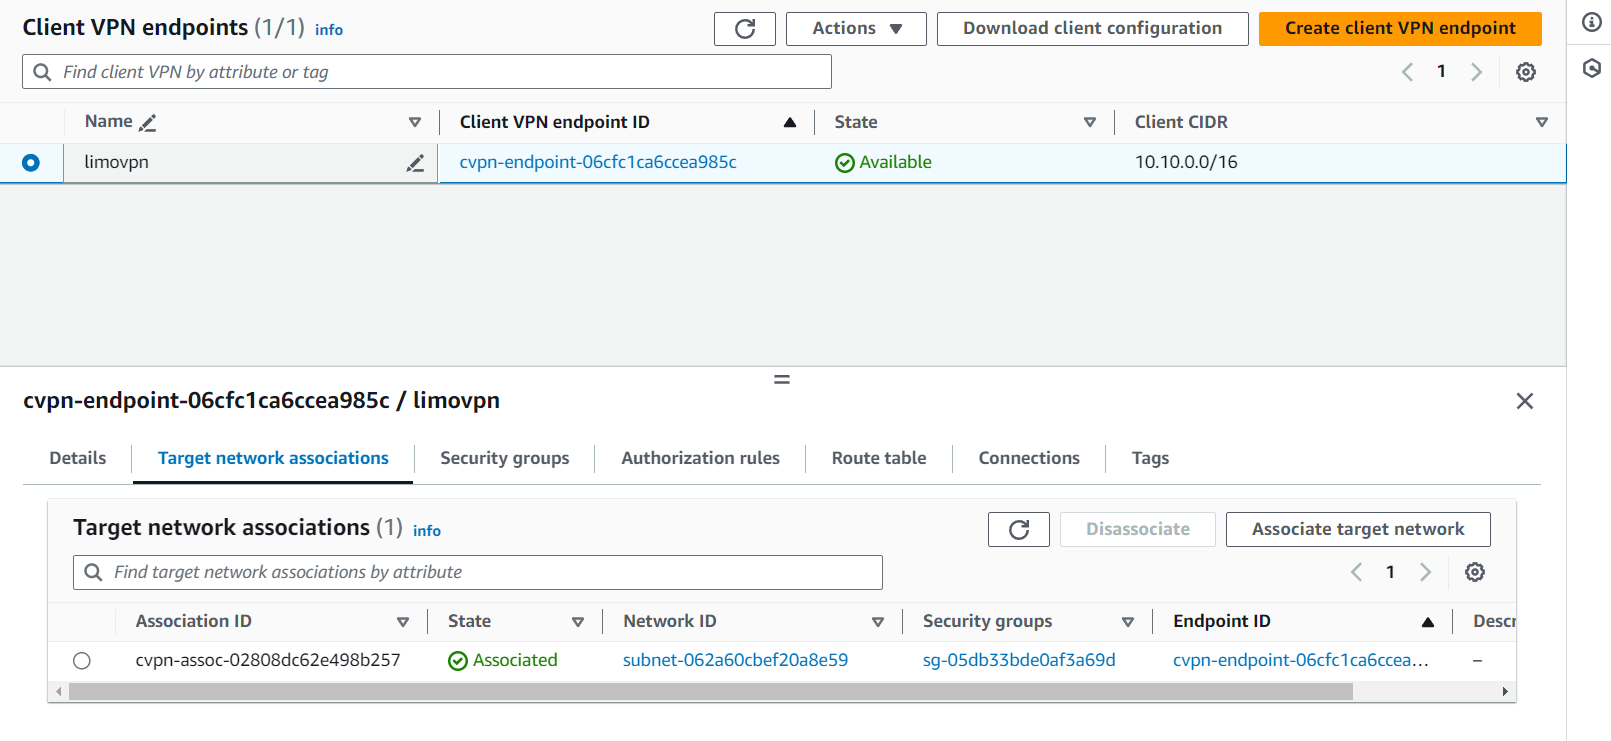 Client VPN endpoints (1/1) info
Actions
Download client configuration
Create client VPN endpoint
Find client VPN by attribute or tag
1
Name
Client VPN endpoint ID
State
Client CIDR
limovpn
cvpn-endpoint-06cfc1ca6ccea985c
Available
10.10.0.0/16
cvpn-endpoint-06cfc1ca6ccea985c / limovpn
Details
Target network associations
Security groups
Authorization rules
Route table
Connections
Tags
Target network associations (1) info
Disassociate
Associate target network
Find target network associations by attribute
1
Association ID
State
Network ID
Security groups
Endpoint ID
Descr
cvpn-assoc-02808dc62e498b257
Associated
subnet-062a60cbef20a8e59
sg-05db33bde0af3a69d
cvpn-endpoint-06cfc1ca6ccea…
–